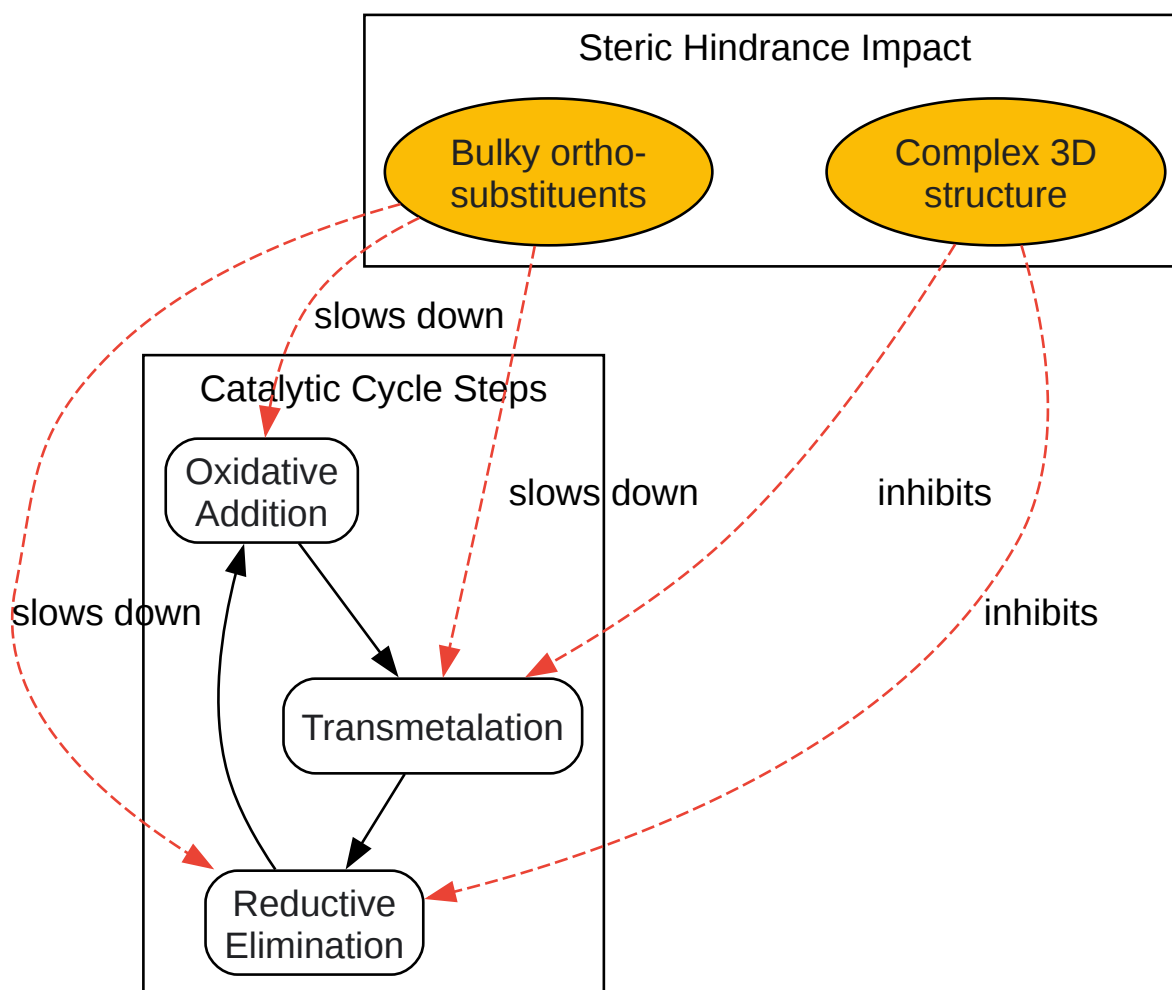 Steric Hindrance Impact
Bulky ortho-
substituents
Complex 3D
structure
slows down
Catalytic Cycle Steps
Oxidative
Addition
slows down
inhibits
slows down
inhibits
Transmetalation
Reductive
Elimination